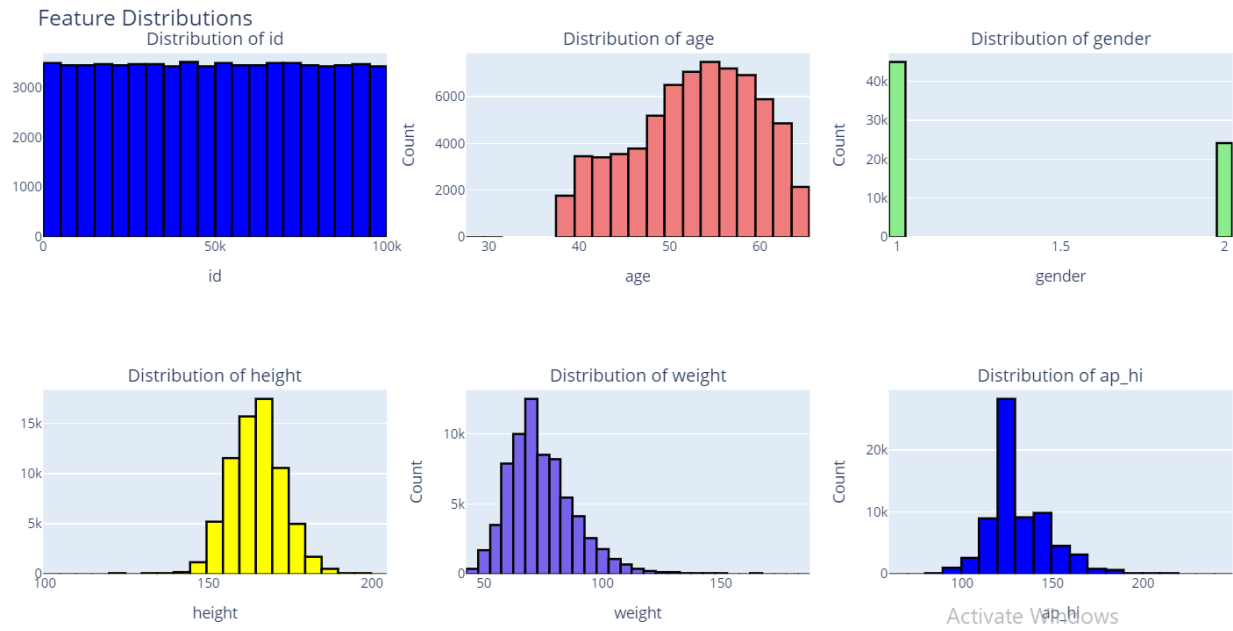 Feature Distributions
Distribution of id
Distribution of age
Distribution of gender
3000
2000
1000
0
0
50k
100k
id
Count
6000
4000
2000
0
30
40
50
60
age
Count
40k
30k
20k
10k
0
1
1.5
2
gender
Distribution of height
Distribution of weight
Distribution of ap_hi
15k
10k
5k
0
100
150
200
height
Count
10k
5k
0
50
100
150
weight
Count
20k
10k
0
100
150
200
ap_hi
Activate Windows